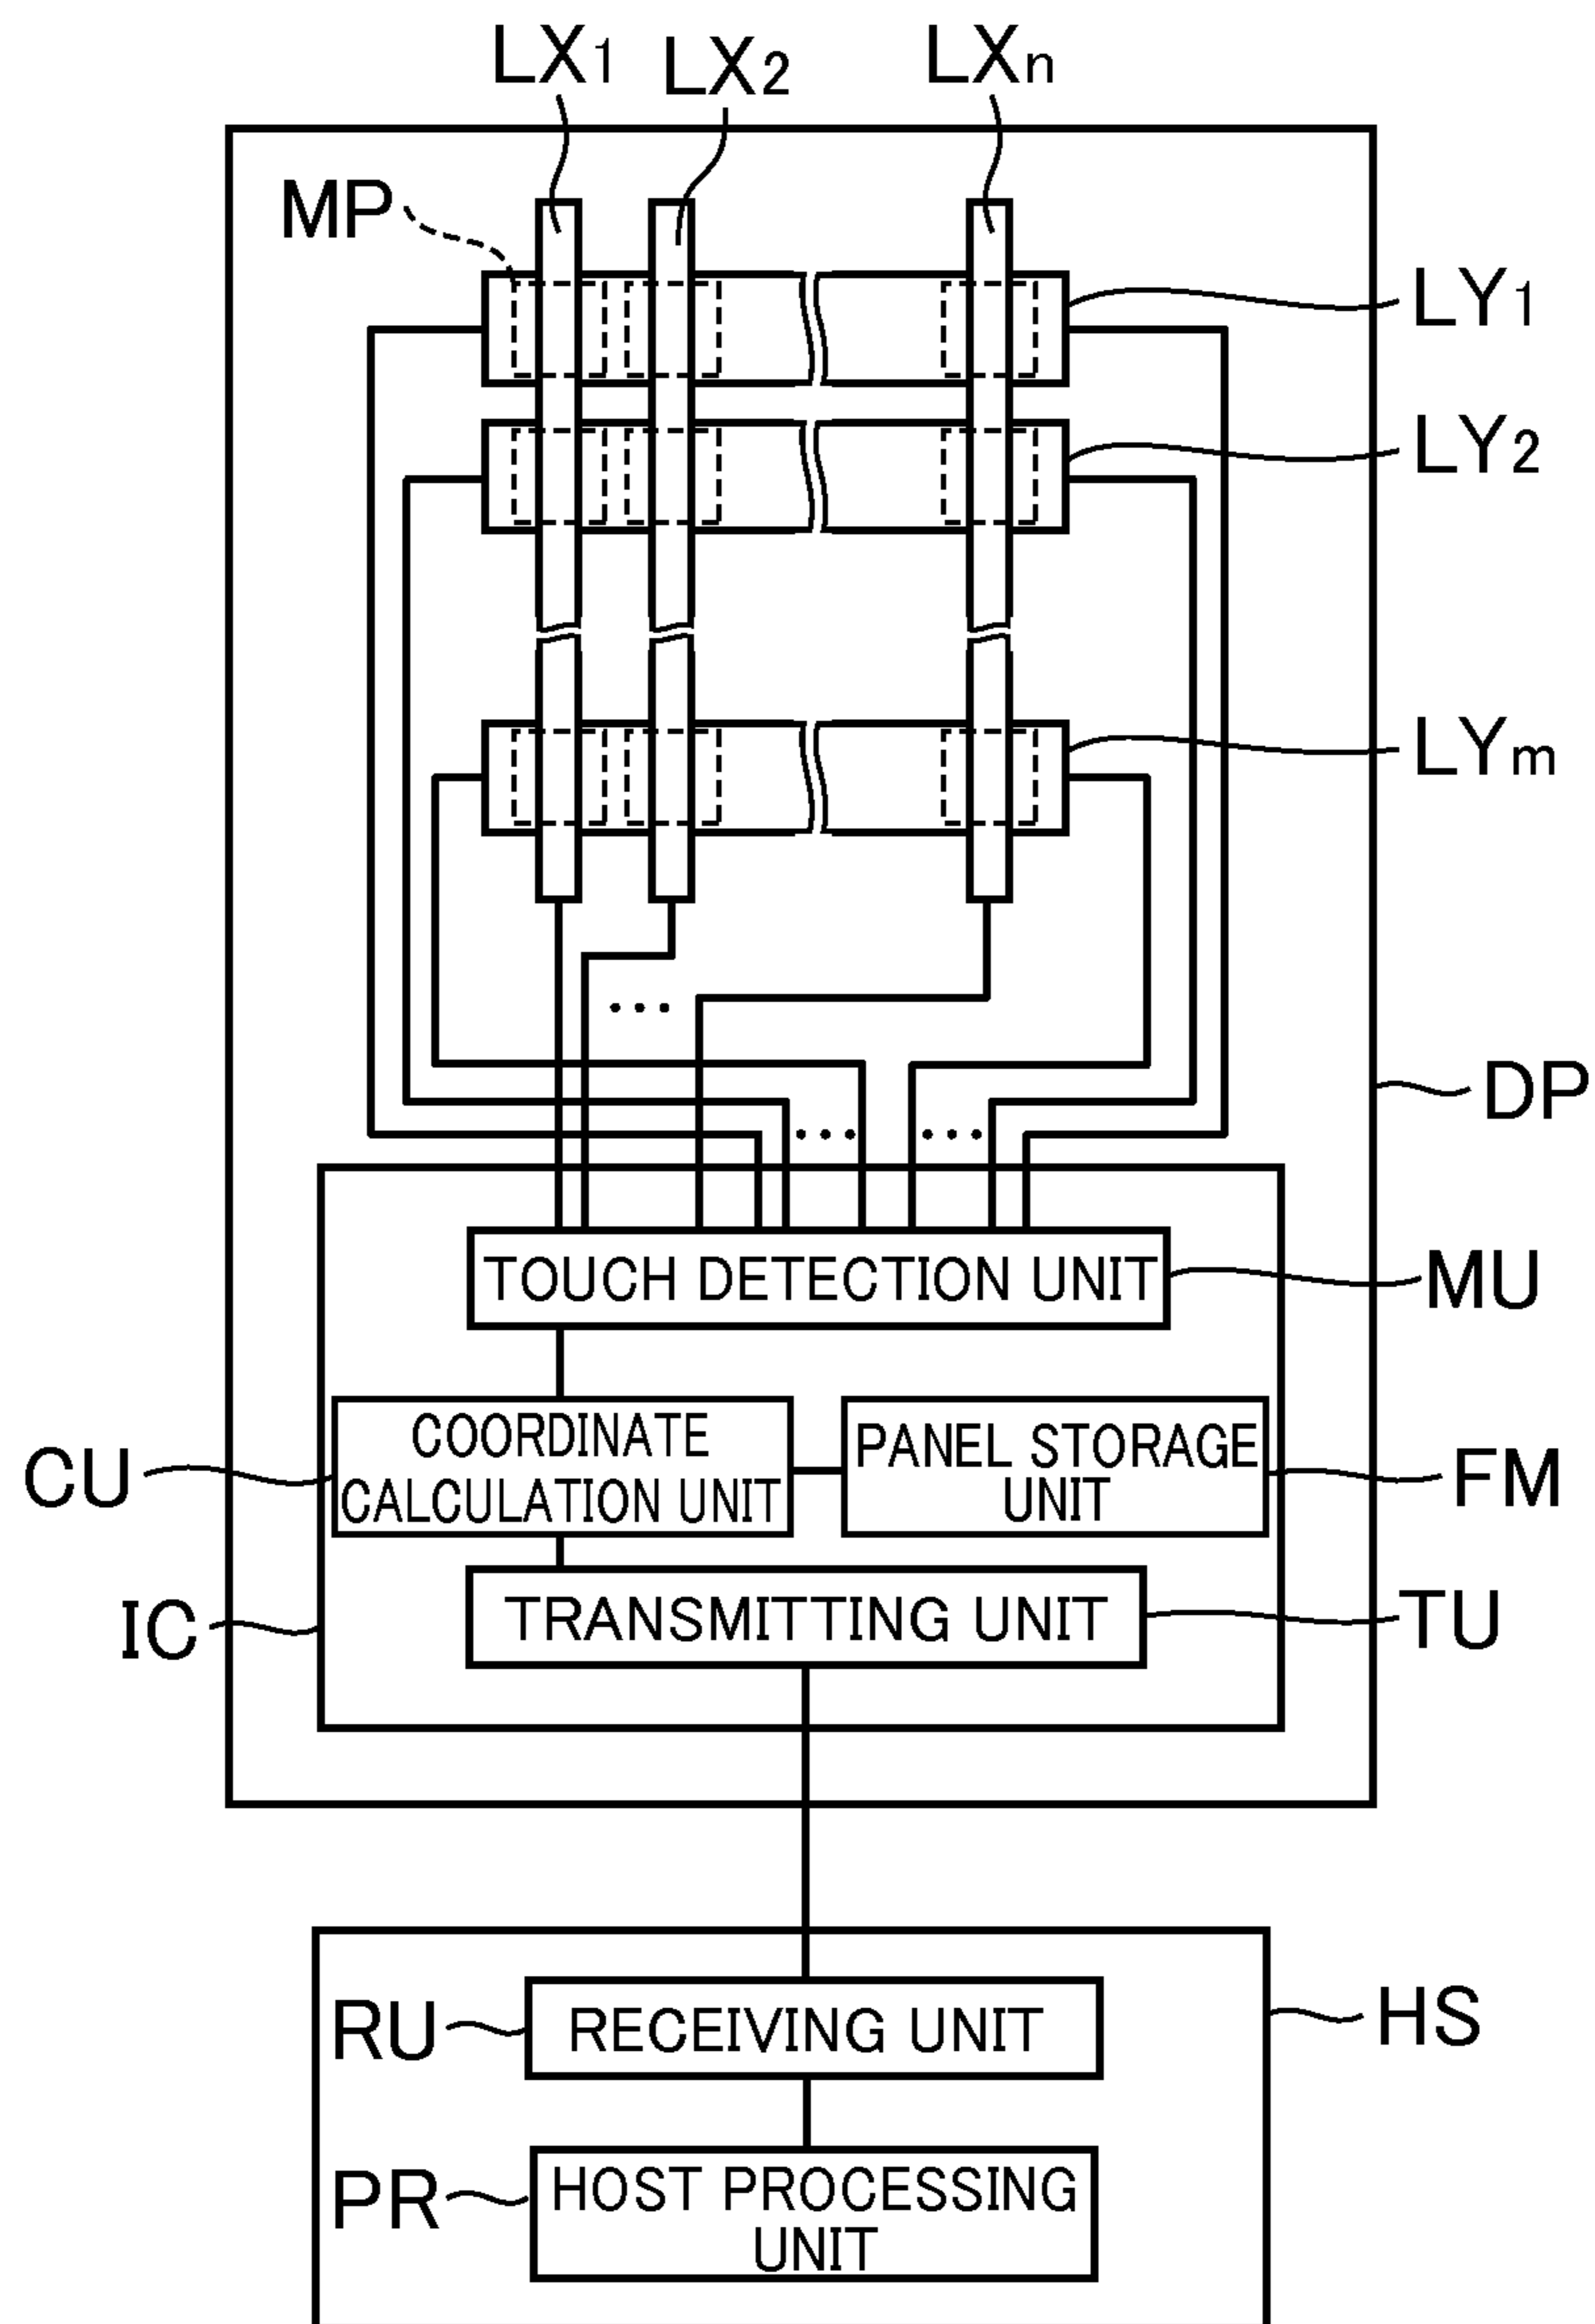 LX1
LX2
LXn
MP
LY1
LY2
LYm
DP
TOUCH DETECTION UNIT
MU
COORDINATE
CALCULATION UNIT
PANEL STORAGE
UNIT
CU
FM
TRANSMITTING UNIT
IC
TU
RU
RECEIVING UNIT
HS
PR
HOST PROCESSING
UNIT